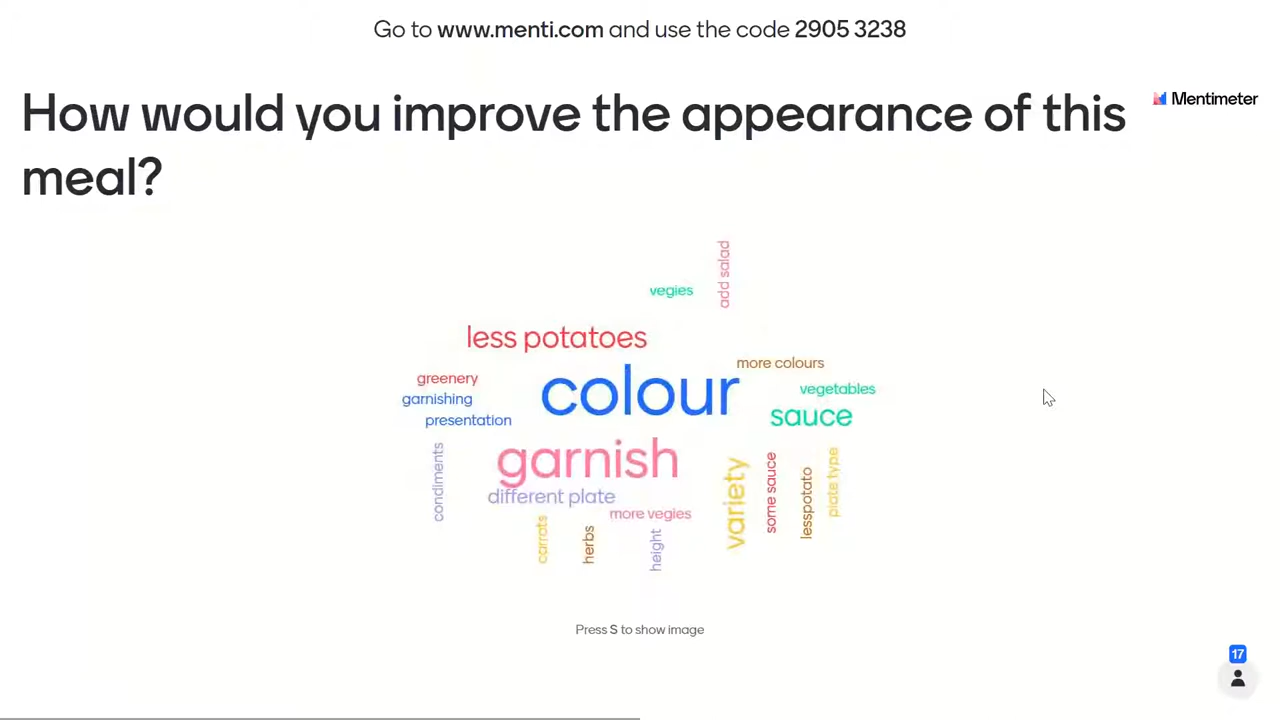 Go to www.menti.com and use the code 2905 3238
How would you improve the appearance of this
meal?
Mentimeter
add salad
vegies
less potatoes
more colours
greenery
colour
vegetables
garnishing
sauce
presentation
garnish
condiments
variety
some sauce
lesspotato
plate type
different plate
more vegies
carrots
herbs
height
Press S to show image
17